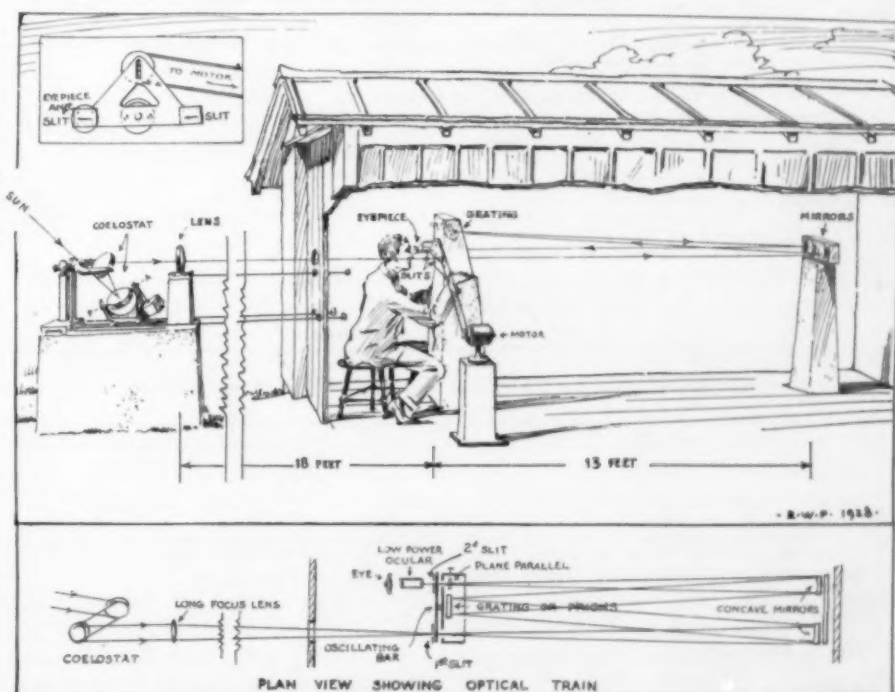 TO MOTOR
EYEPIECE
AND
SLIT
SLIT
SUN
COELOSTAT
LENS
EYEPIECE
GRATING
MIRRORS
SLITS
MOTOR
18 FEET
13 FEET
R.W.P. 1928.
LOW POWER
OCULAR
2ᵈ SLIT
PLANE PARALLEL
EYE
LONG FOCUS LENS
GRATING OR PRISMS
CONCAVE MIRRORS
OSCILLATING
BAR
1ˢᵗ SLIT
COELOSTAT
PLAN VIEW SHOWING OPTICAL TRAIN